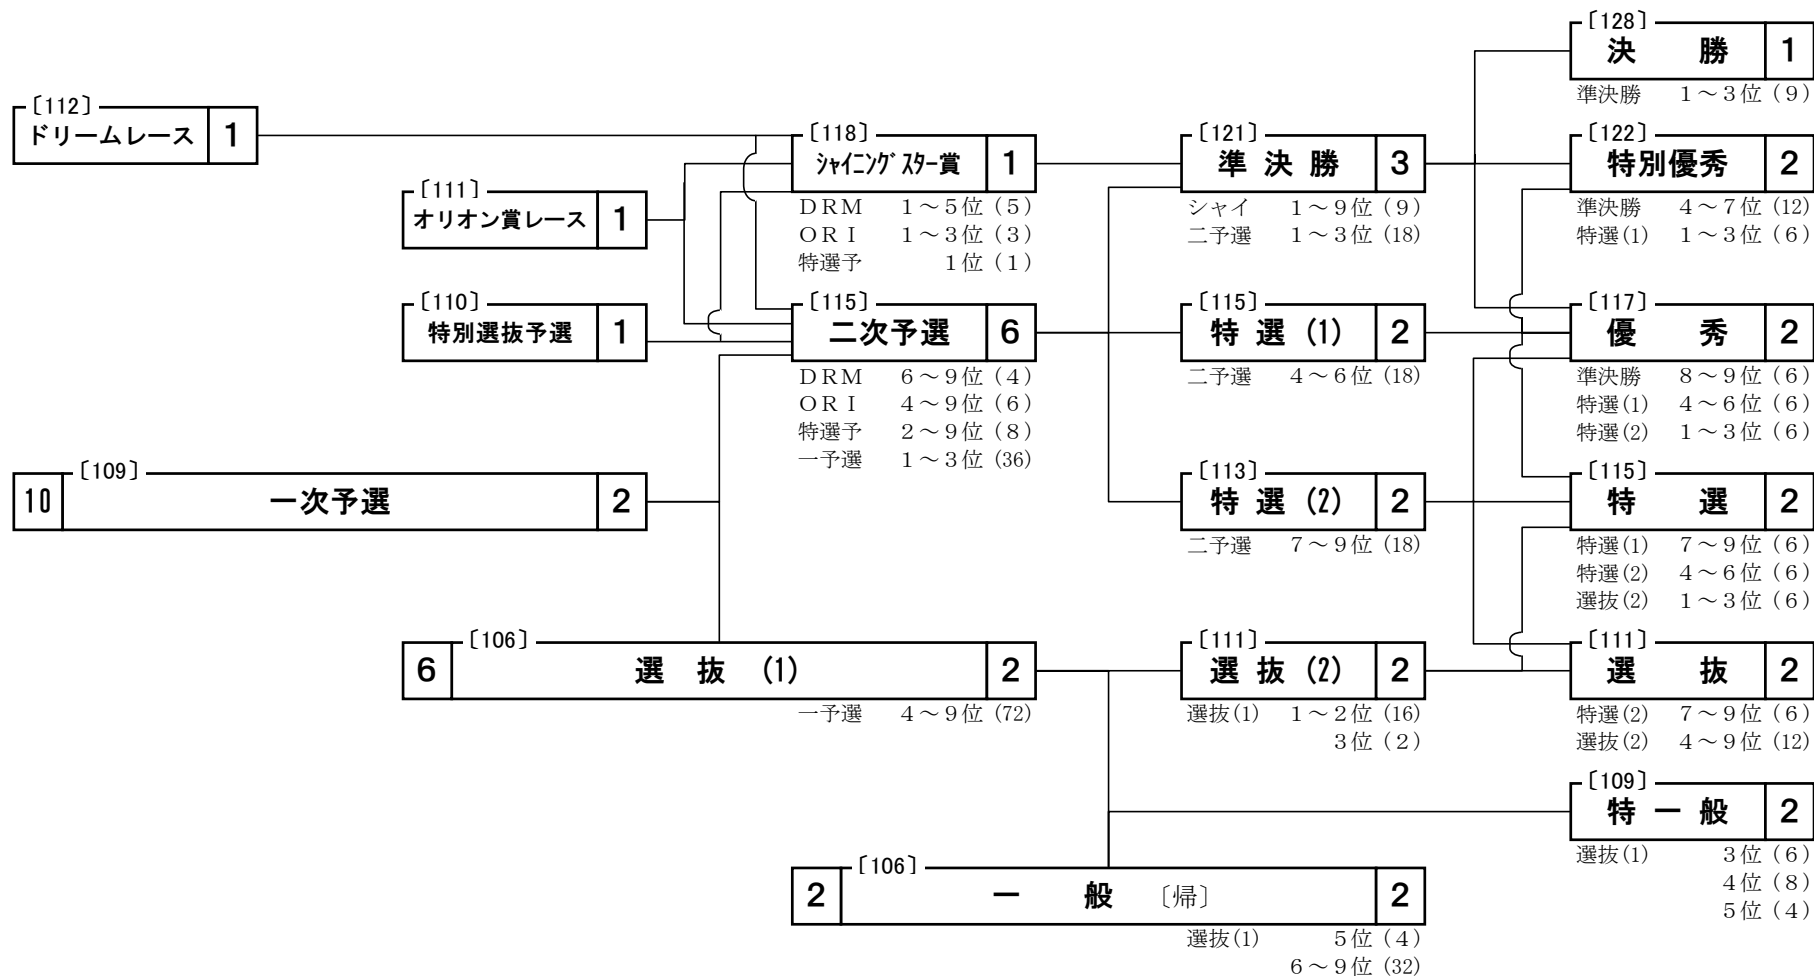 〔112〕
ドリームレース 1
〔111〕
オリオン賞レース 1
〔110〕
特別選抜予選 1
〔109〕
10 一次予選 2
〔118〕
シャイニングスター賞 1
DRM 1～5位 (5)
ORI 1～3位 (3)
特選予 1位 (1)
〔115〕
二次予選 6
DRM 6～9位 (4)
ORI 4～9位 (6)
特選予 2～9位 (8)
一予選 1～3位 (36)
〔106〕
6 選抜 (1) 2
一予選 4～9位 (72)
〔106〕
2 一般 〔帰〕 2
選抜(1) 5位 (4)
6～9位 (32)
〔121〕
準決勝 3
シャイ 1～9位 (9)
二予選 1～3位 (18)
〔115〕
特選 (1) 2
二予選 4～6位 (18)
〔113〕
特選 (2) 2
二予選 7～9位 (18)
〔111〕
選抜 (2) 2
選抜(1) 1～2位 (16)
3位 (2)
〔128〕
決勝 1
準決勝 1～3位 (9)
〔122〕
特別優秀 2
準決勝 4～7位 (12)
特選(1) 1～3位 (6)
〔117〕
優秀 2
準決勝 8～9位 (6)
特選(1) 4～6位 (6)
特選(2) 1～3位 (6)
〔115〕
特選 2
特選(1) 7～9位 (6)
特選(2) 4～6位 (6)
選抜(2) 1～3位 (6)
〔111〕
選抜 2
特選(2) 7～9位 (6)
選抜(2) 4～9位 (12)
〔109〕
特一般 2
選抜(1) 3位 (6)
4位 (8)
5位 (4)